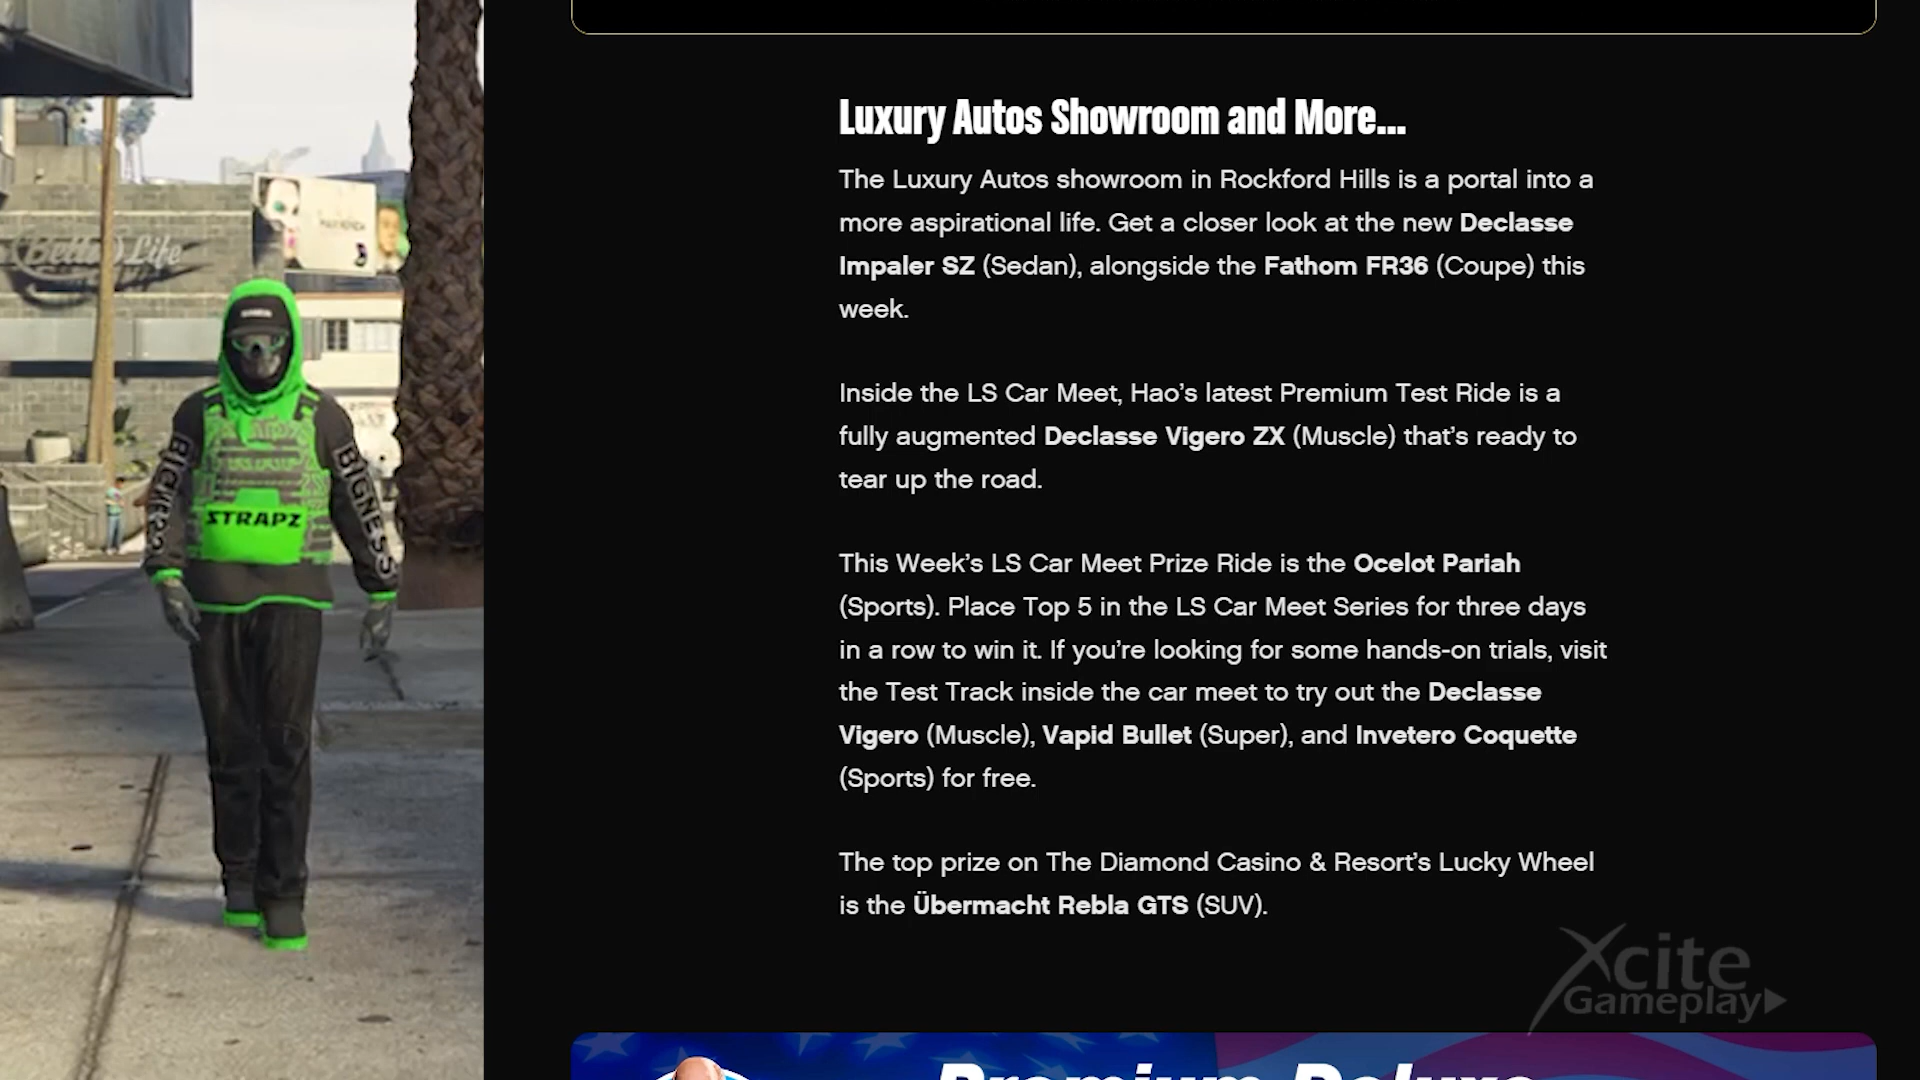 Better Life
BIGNESS
BIGNESS
STRAPZ
Luxury Autos Showroom and More...
The Luxury Autos showroom in Rockford Hills is a portal into a
more aspirational life. Get a closer look at the new Declasse
Impaler SZ (Sedan), alongside the Fathom FR36 (Coupe) this
week.
Inside the LS Car Meet, Hao’s latest Premium Test Ride is a
fully augmented Declasse Vigero ZX (Muscle) that’s ready to
tear up the road.
This Week’s LS Car Meet Prize Ride is the Ocelot Pariah
(Sports). Place Top 5 in the LS Car Meet Series for three days
in a row to win it. If you’re looking for some hands-on trials, visit
the Test Track inside the car meet to try out the Declasse
Vigero (Muscle), Vapid Bullet (Super), and Invetero Coquette
(Sports) for free.
The top prize on The Diamond Casino & Resort’s Lucky Wheel
is the Übermacht Rebla GTS (SUV).
Xcite
Gameplay
Premium Deluxe